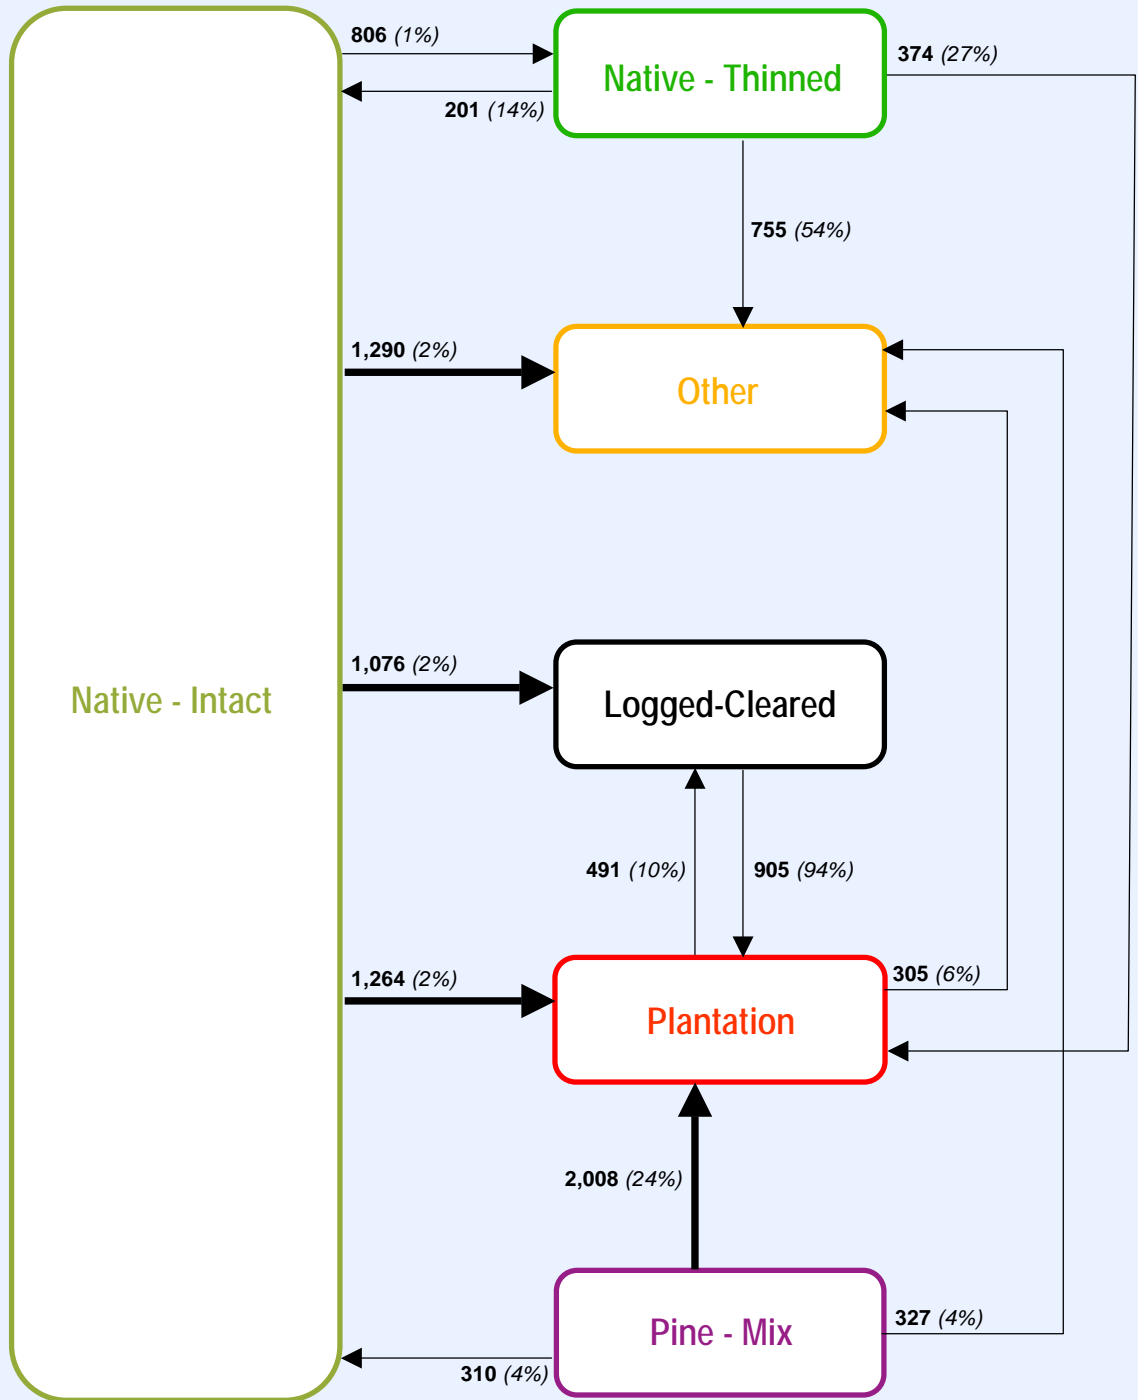 806 (1%)
Native - Thinned
374 (27%)
201 (14%)
755 (54%)
1,290 (2%)
Other
1,076 (2%)
Native - Intact
Logged-Cleared
491 (10%)
905 (94%)
1,264 (2%)
Plantation
305 (6%)
2,008 (24%)
Pine - Mix
327 (4%)
310 (4%)